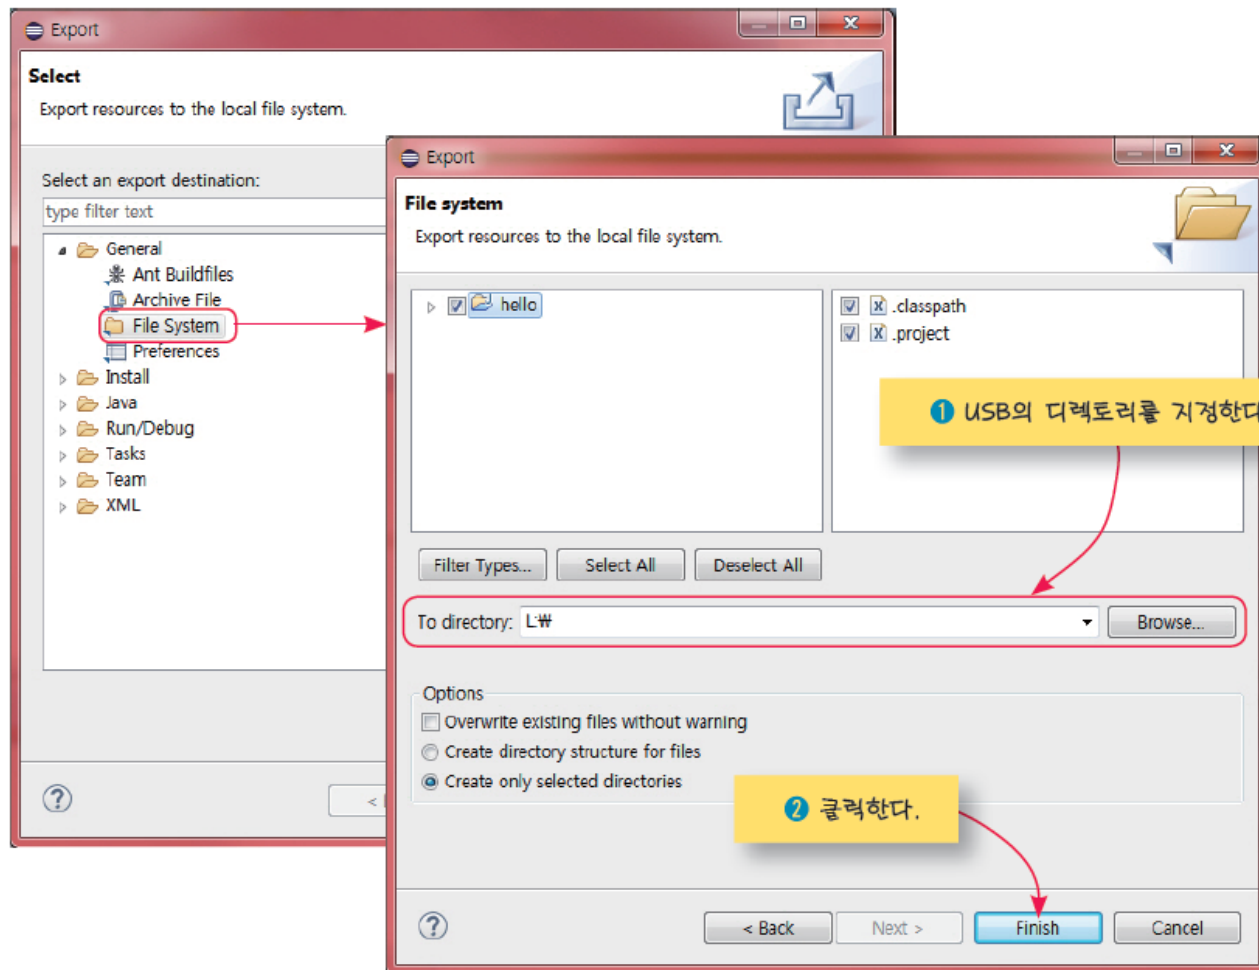 Export
Select
Export resources to the local file system.
Select an export destination:
type filter text
General
Ant Buildfiles
Archive File
File System
Preferences
Install
Java
Run/Debug
Tasks
Team
XML
Export
File system
Export resources to the local file system.
hello
.classpath
.project
❶ USB의 디렉토리를 지정한다
Filter Types...
Select All
Deselect All
To directory: L:₩
Browse...
Options
Overwrite existing files without warning
Create directory structure for files
Create only selected directories
❷ 클릭한다.
< Back
Next >
Finish
Cancel